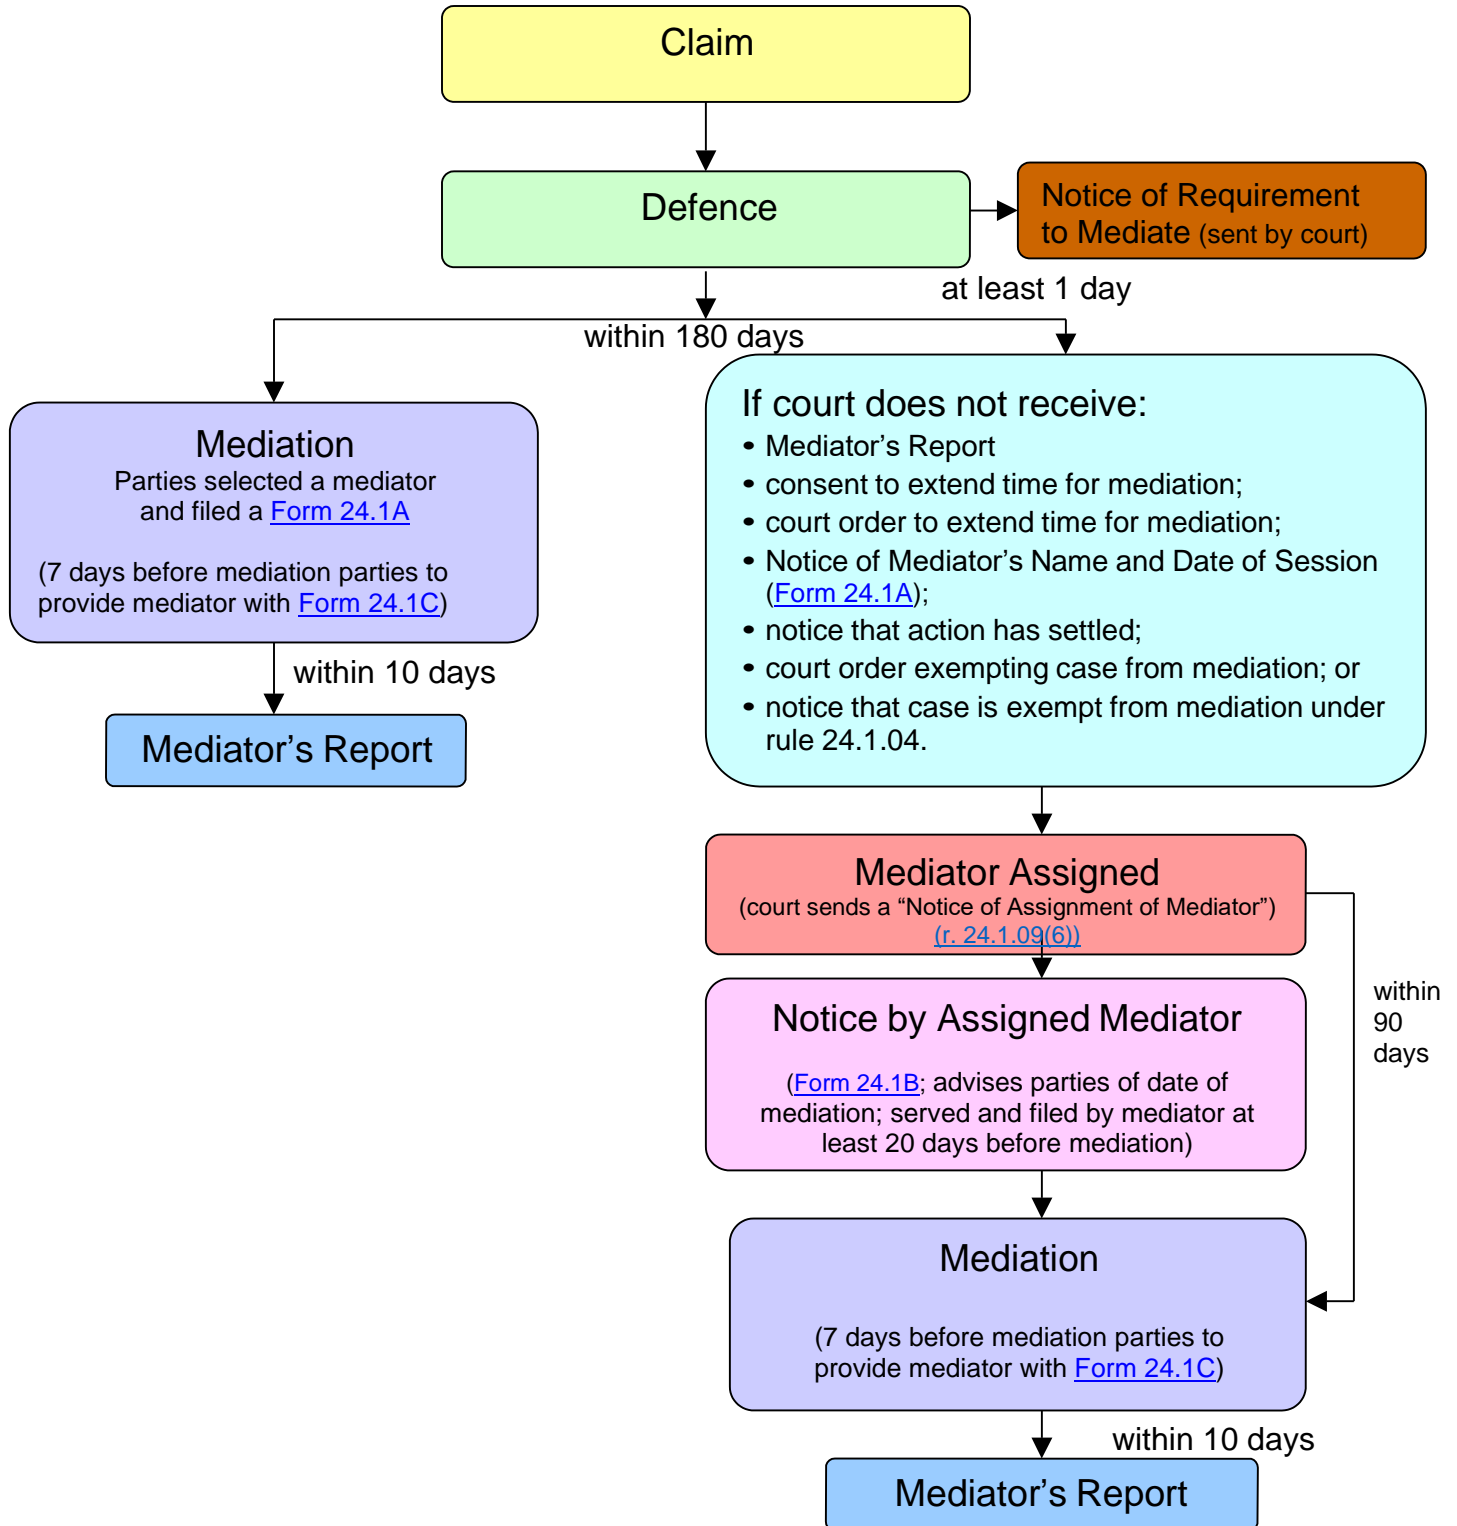 Claim
Defence
Notice of Requirement
to Mediate (sent by court)
at least 1 day
within 180 days
Mediation
Parties selected a mediator
and filed a Form 24.1A
(7 days before mediation parties to
provide mediator with Form 24.1C)
within 10 days
Mediator’s Report
If court does not receive:
• Mediator’s Report
• consent to extend time for mediation;
• court order to extend time for mediation;
• Notice of Mediator’s Name and Date of Session
(Form 24.1A);
• notice that action has settled;
• court order exempting case from mediation; or
• notice that case is exempt from mediation under
rule 24.1.04.
Mediator Assigned
(court sends a “Notice of Assignment of Mediator”)
(r. 24.1.09(6))
within
90
days
Notice by Assigned Mediator
(Form 24.1B; advises parties of date of
mediation; served and filed by mediator at
least 20 days before mediation)
Mediation
(7 days before mediation parties to
provide mediator with Form 24.1C)
within 10 days
Mediator’s Report